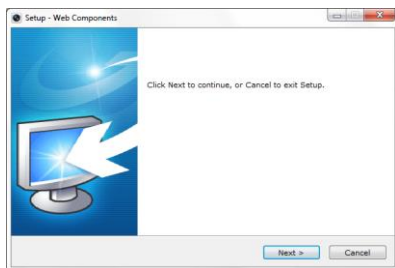 Setup - Web Components
Click Next to continue, or Cancel to exit Setup.
Next >
Cancel